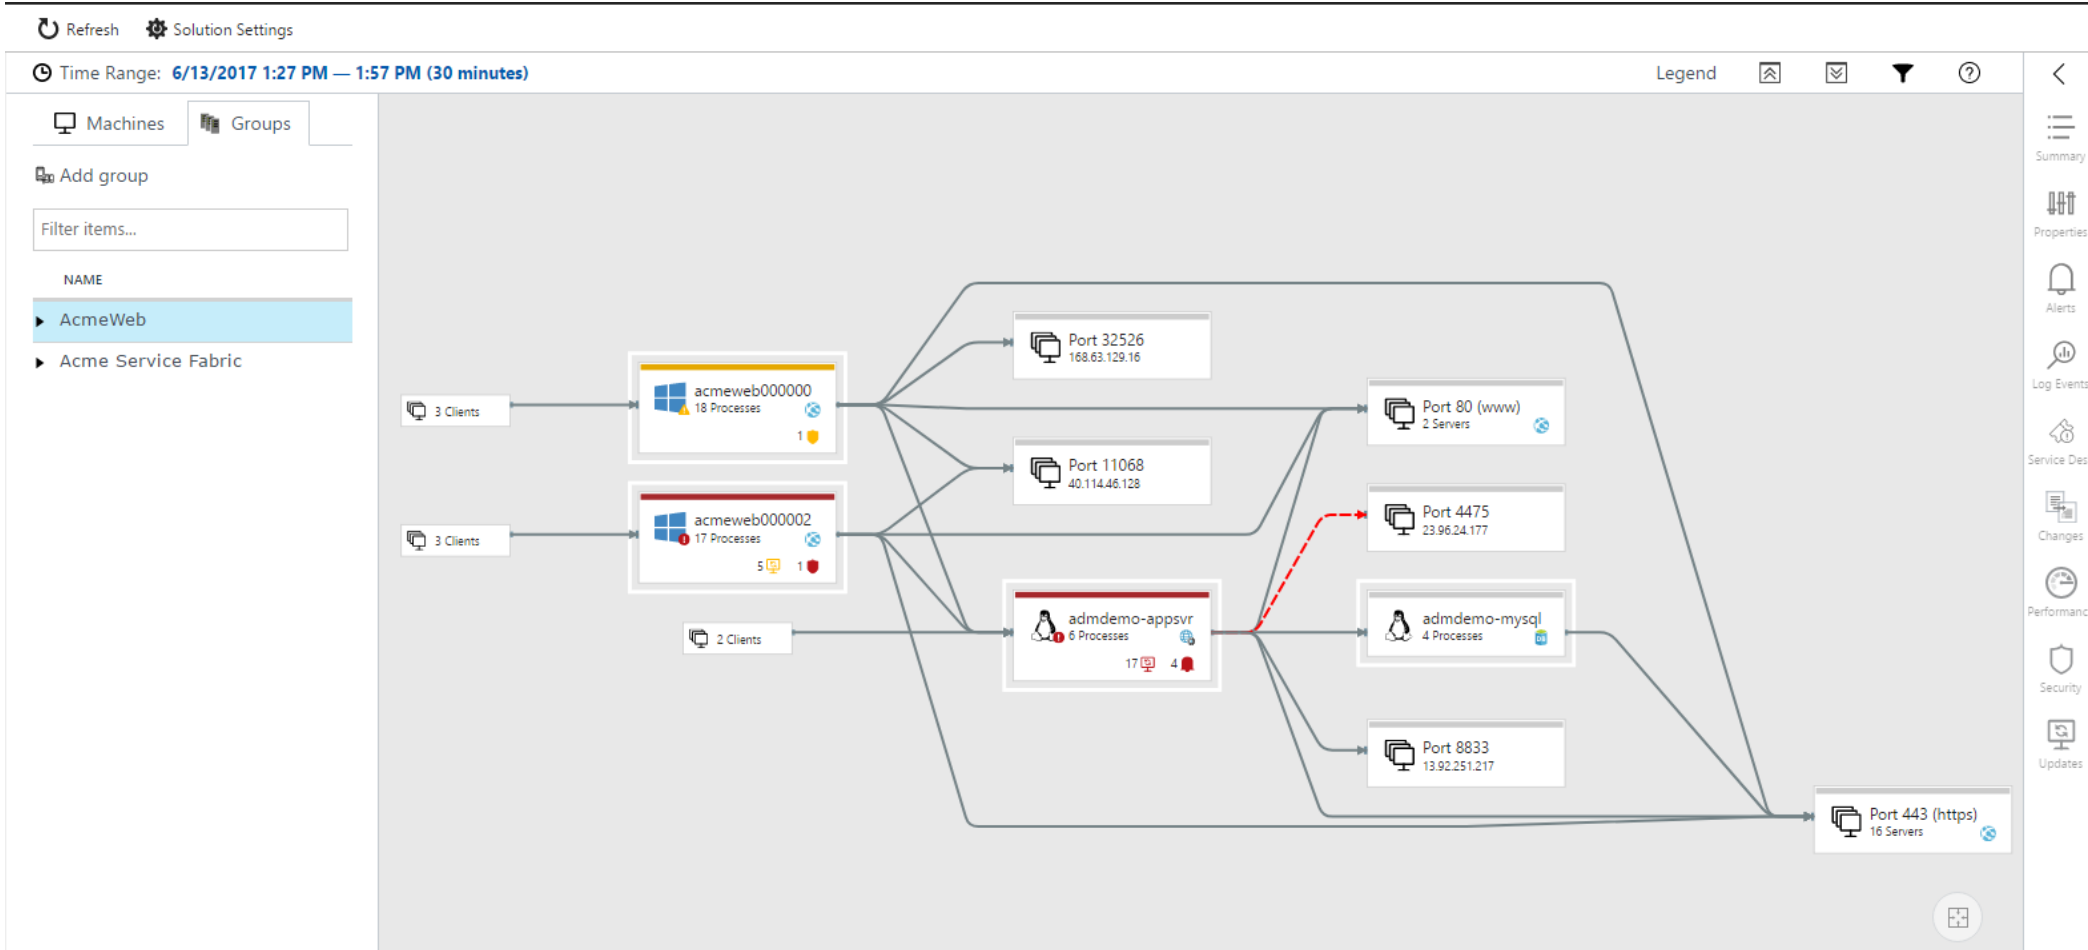 Refresh
Solution Settings
Time Range: 6/13/2017 1:27 PM — 1:57 PM (30 minutes)
Legend
Machines
Groups
Add group
Filter items...
NAME
AcmeWeb
Acme Service Fabric
3 Clients
acmeweb000000
18 Processes
1
3 Clients
acmeweb000002
17 Processes
5
1
2 Clients
Port 32526
168.63.129.16
Port 11068
40.114.46.128
admdemo-appsvr
6 Processes
17
4
Port 80 (www)
2 Servers
Port 4475
23.96.24.177
admdemo-mysql
4 Processes
DB
Port 8833
13.92.251.217
Port 443 (https)
16 Servers
Summary
Properties
Alerts
Log Events
Service Des
Changes
Performanc
Security
Updates